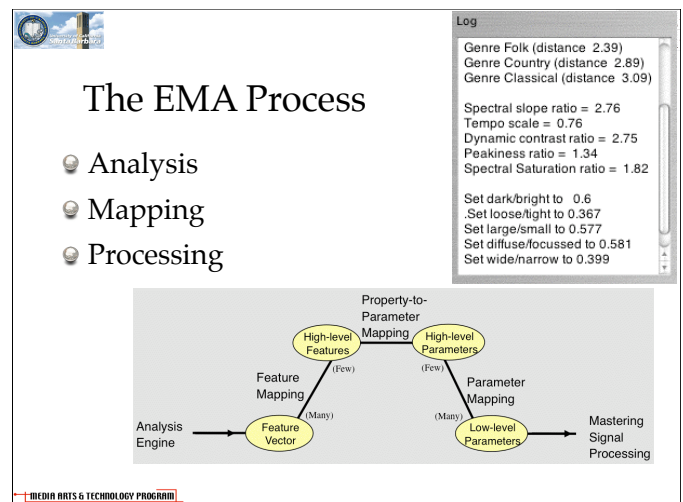 University of California
Santa Barbara
The EMA Process
Analysis
Mapping
Processing
Log
Genre Folk (distance  2.39)
Genre Country (distance  2.89)
Genre Classical (distance  3.09)
Spectral slope ratio =  2.76
Tempo scale =  0.76
Dynamic contrast ratio =  2.75
Peakiness ratio =  1.34
Spectral Saturation ratio =  1.82
Set dark/bright to   0.6
.Set loose/tight to 0.367
Set large/small to 0.577
Set diffuse/focussed to 0.581
Set wide/narrow to 0.399
Analysis
Engine
Feature
Vector
(Many)
Feature
Mapping
High-level
Features
(Few)
Property-to-
Parameter
Mapping
High-level
Parameters
(Few)
Parameter
Mapping
(Many)
Low-level
Parameters
Mastering
Signal
Processing
MEDIA ARTS & TECHNOLOGY PROGRAM